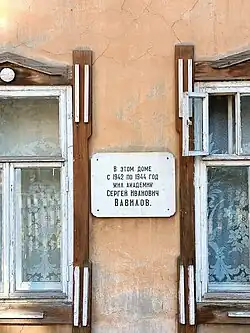 В ЭТОМ ДОМЕ
С 1942 ПО 1944 ГОД
ЖИЛ АКАДЕМИК
СЕРГЕЙ ИВАНОВИЧ
ВАВИЛОВ.